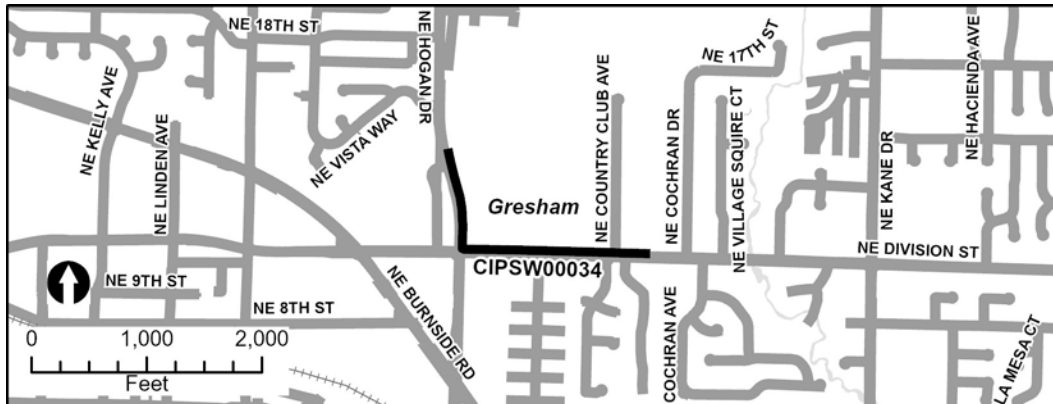 NE 18TH ST
NE HOGAN DR
NE 17TH ST
NE HACIENDA AVE
NE KELLY AVE
NE LINDEN AVE
NE VISTA WAY
NE COUNTRY CLUB AVE
NE COCHRAN DR
NE VILLAGE SQUIRE CT
NE KANE DR
Gresham
NE DIVISION ST
CIPSW00034
NE 9TH ST
NE 8TH ST
NE BURNSIDE RD
COCHRAN AVE
LA MESA CT
0 1,000 2,000
Feet